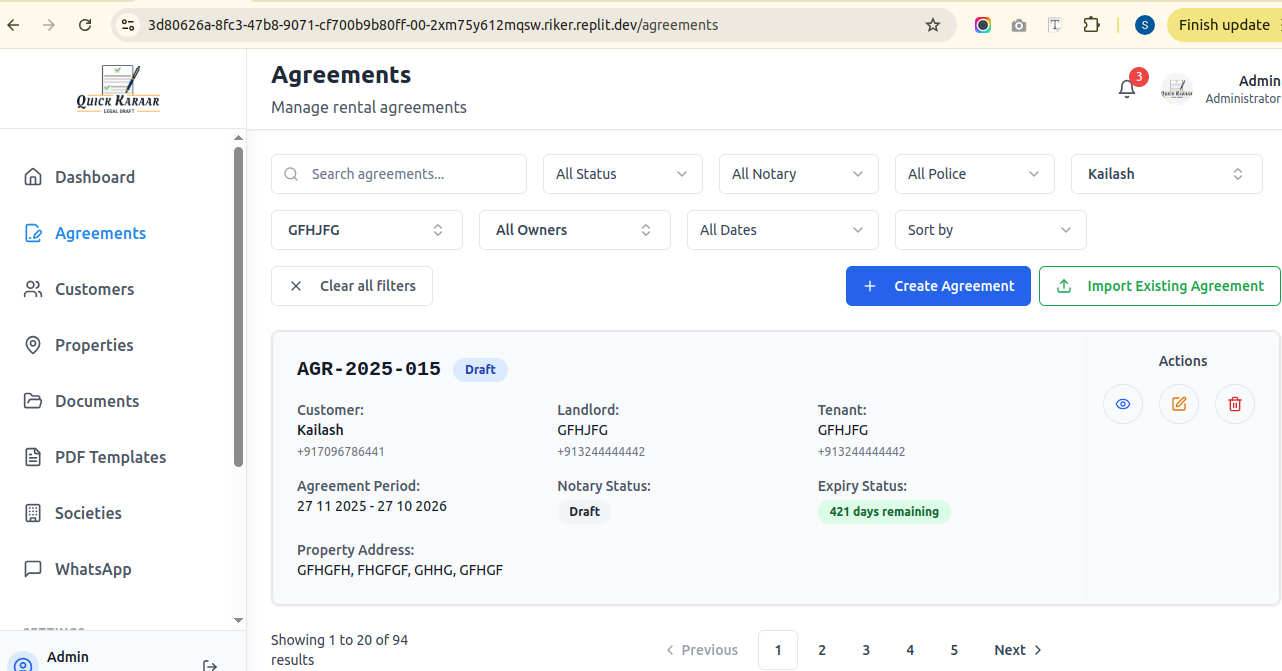 3d80626a-8fc3-47b8-9071-cf700b9b80ff-00-2xm75y612mqsw.riker.replit.dev/agreements
S
Finish update
QUICK KARAAR
LEGAL DRAFT
Agreements
Manage rental agreements
3
Admin
Administrator
Dashboard
Agreements
Customers
Properties
Documents
PDF Templates
Societies
WhatsApp
SETTINGS
Admin
Search agreements...
All Status
All Notary
All Police
Kailash
GFHJFG
All Owners
All Dates
Sort by
Clear all filters
Create Agreement
Import Existing Agreement
AGR-2025-015
Draft
Actions
Customer:
Kailash
+917096786441
Landlord:
GFHJFG
+913244444442
Tenant:
GFHJFG
+913244444442
Agreement Period:
27 11 2025 - 27 10 2026
Notary Status:
Draft
Expiry Status:
421 days remaining
Property Address:
GFHGFH, FHGFGF, GHHG, GFHGF
Showing 1 to 20 of 94
results
Previous
1
2
3
4
5
Next